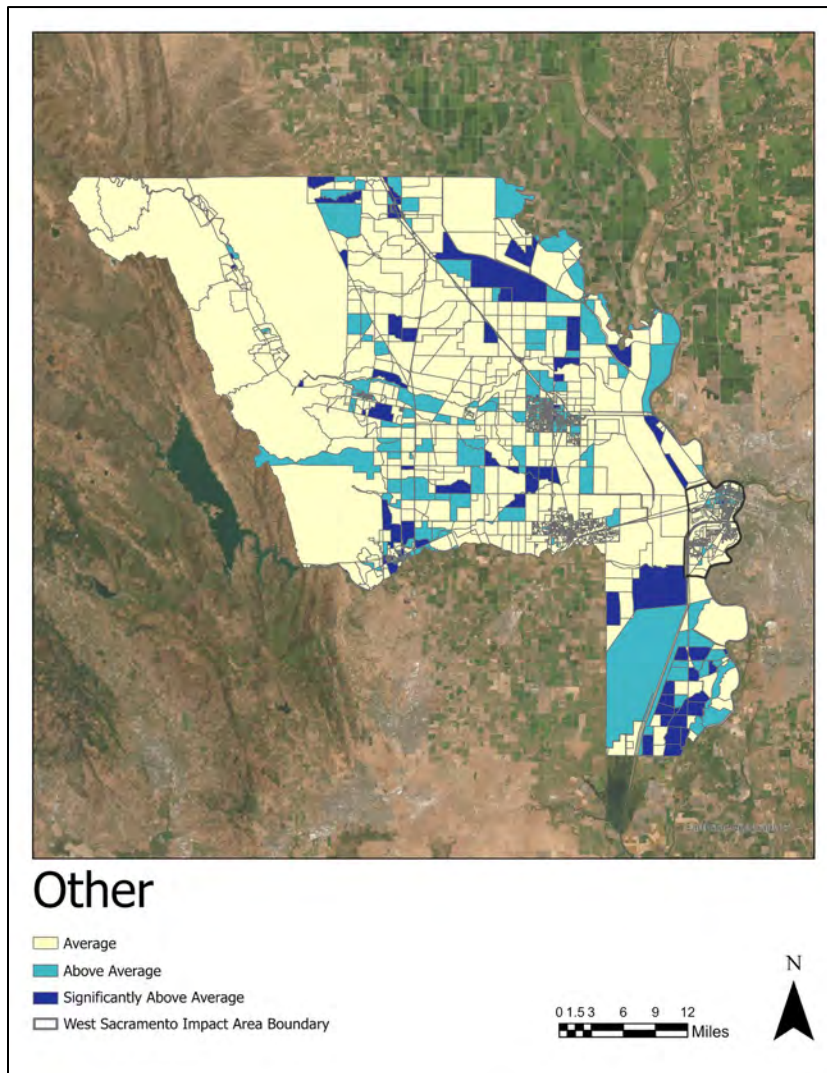 Other
Average
Above Average
Significantly Above Average
West Sacramento Impact Area Boundary
N
0 1.5 3 6 9 12
Miles